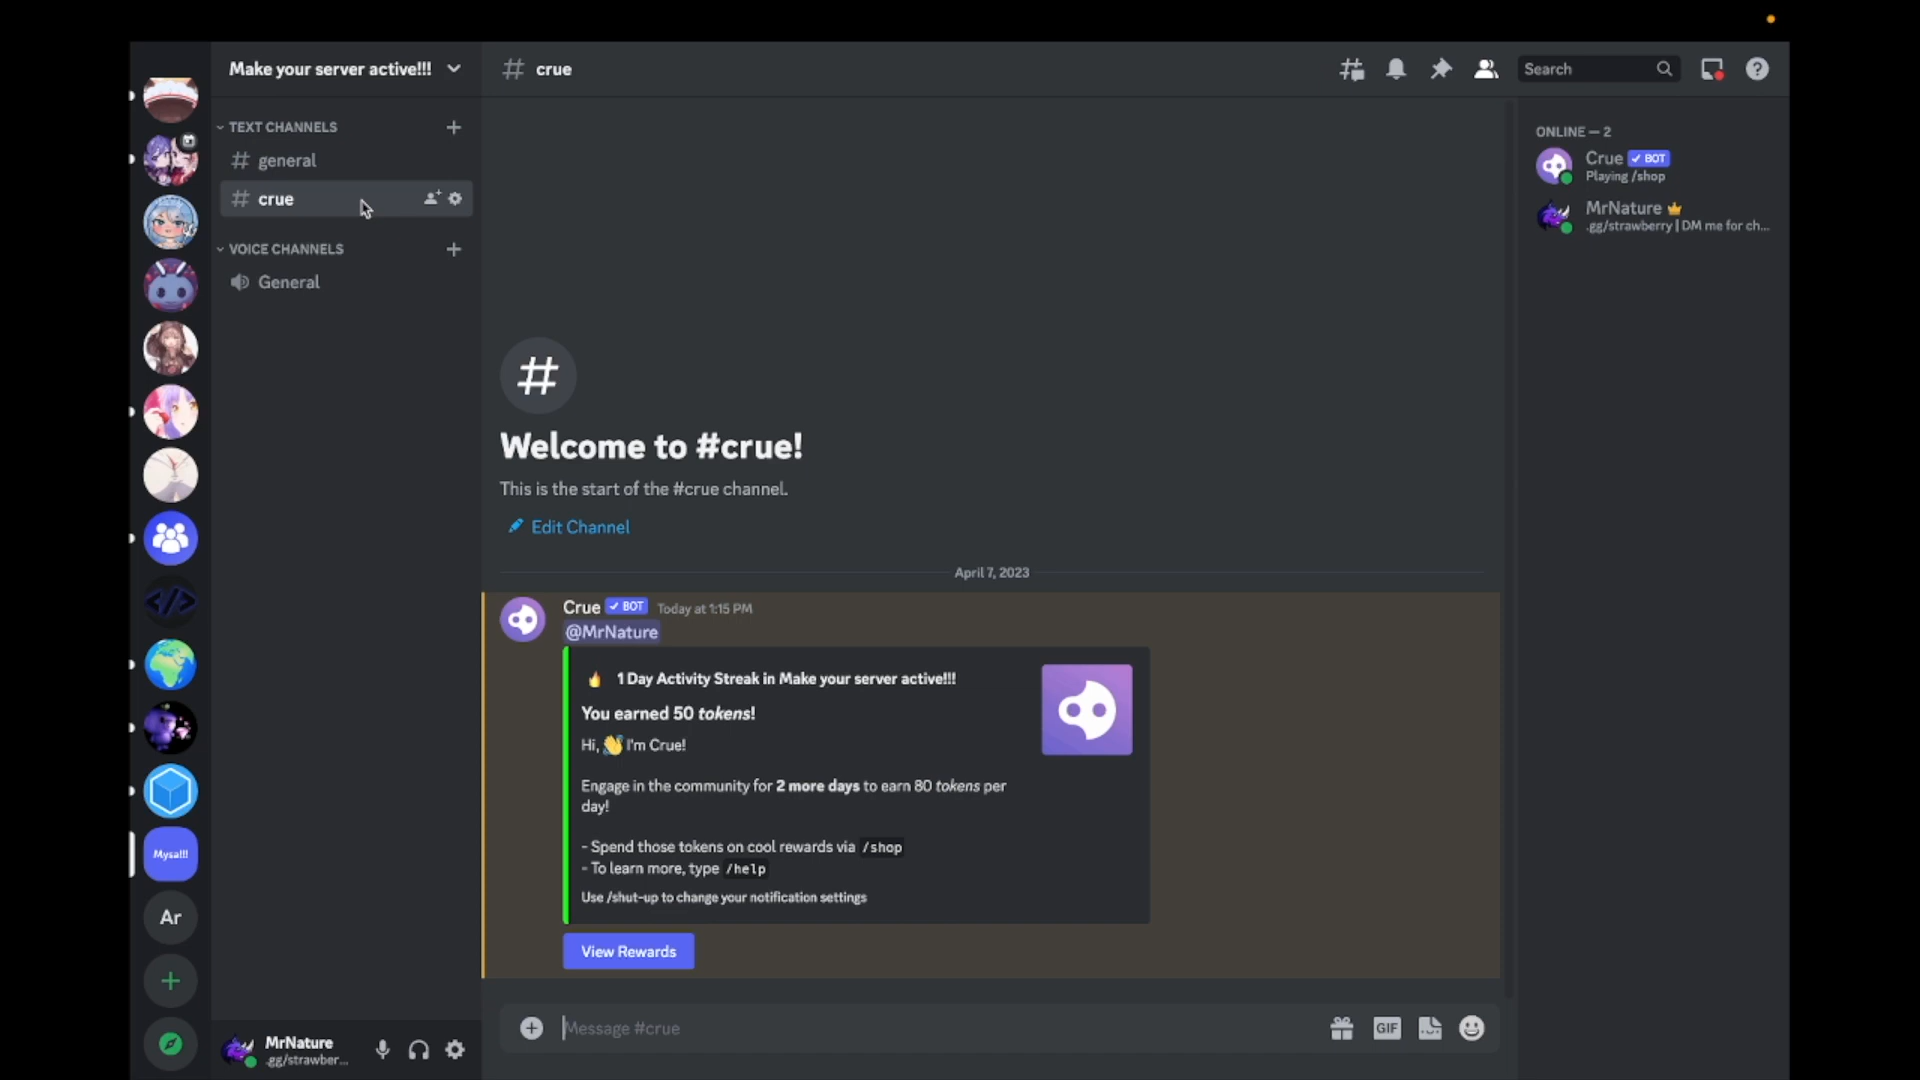 Make your server active!!!
TEXT CHANNELS
general
crue
VOICE CHANNELS
General
Mysa!!!
Ar
MrNature
.gg/strawber...
crue
Search
Welcome to #crue!
This is the start of the #crue channel.
Edit Channel
April 7, 2023
Crue ✓ BOT Today at 1:15 PM
@MrNature
🔥 1 Day Activity Streak in Make your server active!!!
You earned 50 tokens!
Hi, 👋 I'm Crue!
Engage in the community for 2 more days to earn 80 tokens per
day!
- Spend those tokens on cool rewards via /shop
- To learn more, type /help
Use /shut-up to change your notification settings
View Rewards
Message #crue
GIF
ONLINE — 2
Crue ✓ BOT
Playing /shop
MrNature
.gg/strawberry | DM me for ch...